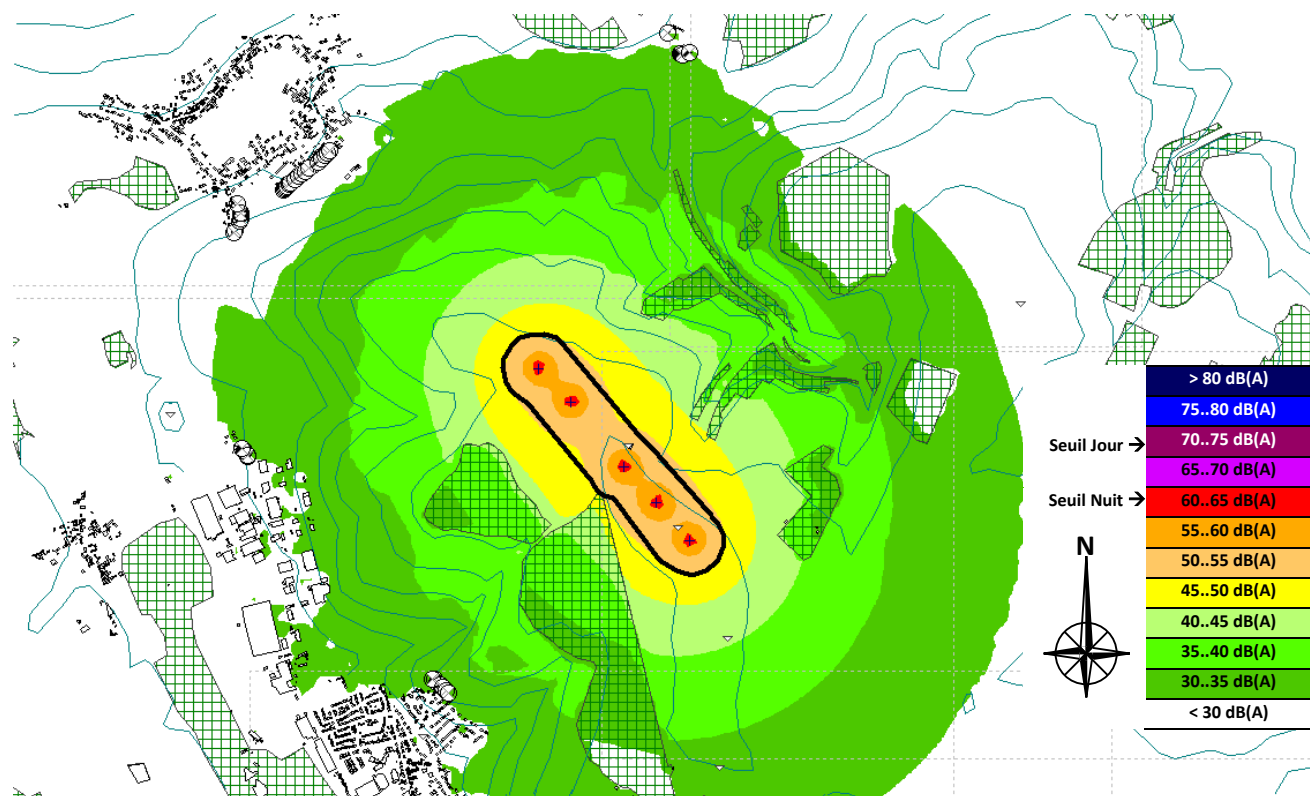 > 80 dB(A)
75..80 dB(A)
Seuil Jour → 70..75 dB(A)
65..70 dB(A)
Seuil Nuit → 60..65 dB(A)
55..60 dB(A)
N
50..55 dB(A)
45..50 dB(A)
40..45 dB(A)
35..40 dB(A)
30..35 dB(A)
< 30 dB(A)